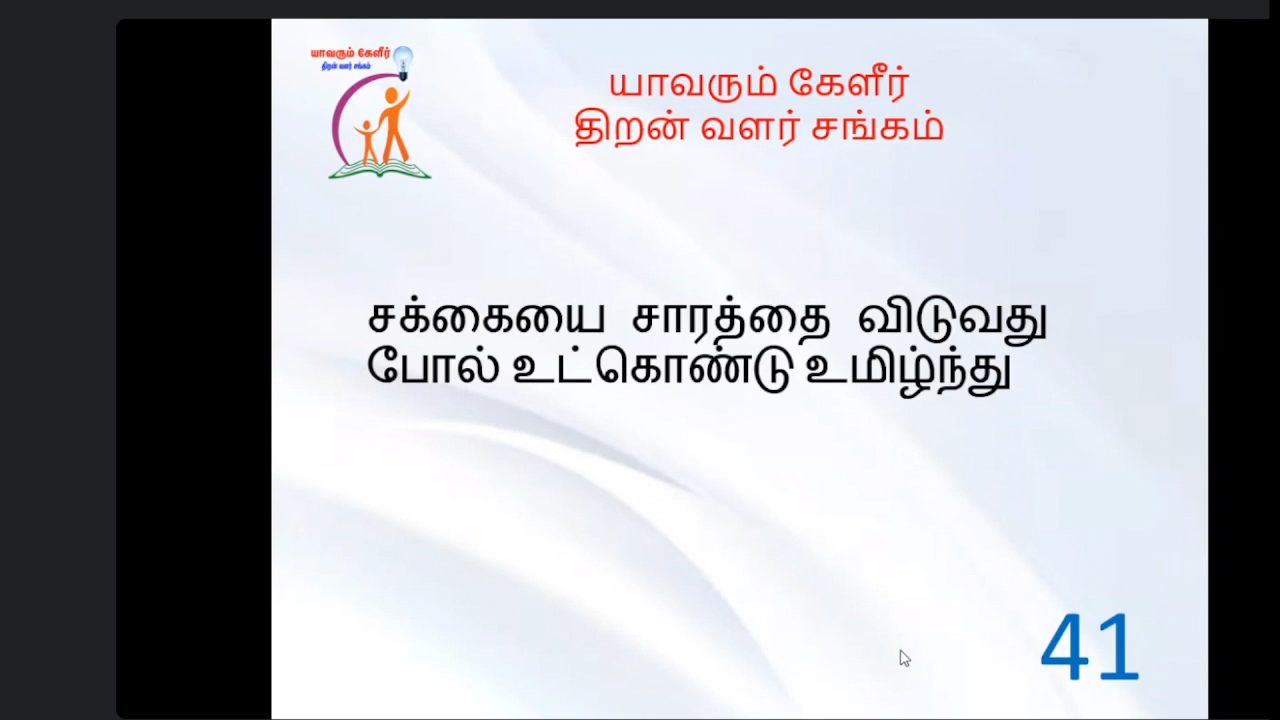 யாவரும் கேளீர்
திறன் வளர் சங்கம்
யாவரும் கேளீர்
திறன் வளர் சங்கம்
சக்கையை சாரத்தை விடுவது
போல் உட்கொண்டு உமிழ்ந்து
41